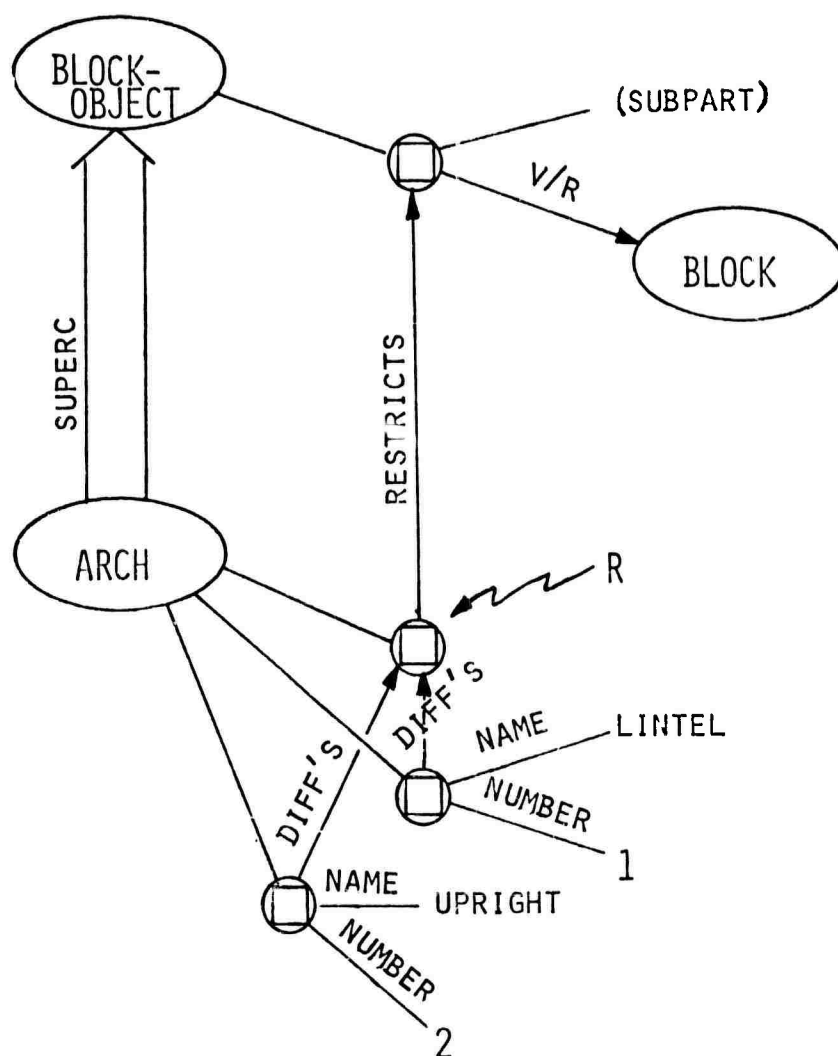 BLOCK-
OBJECT
(SUBPART)
V/R
BLOCK
SUPERC
RESTRICTS
ARCH
R
DIFF'S
DIFF'S
NAME
LINTEL
NUMBER
1
NAME
UPRIGHT
NUMBER
2